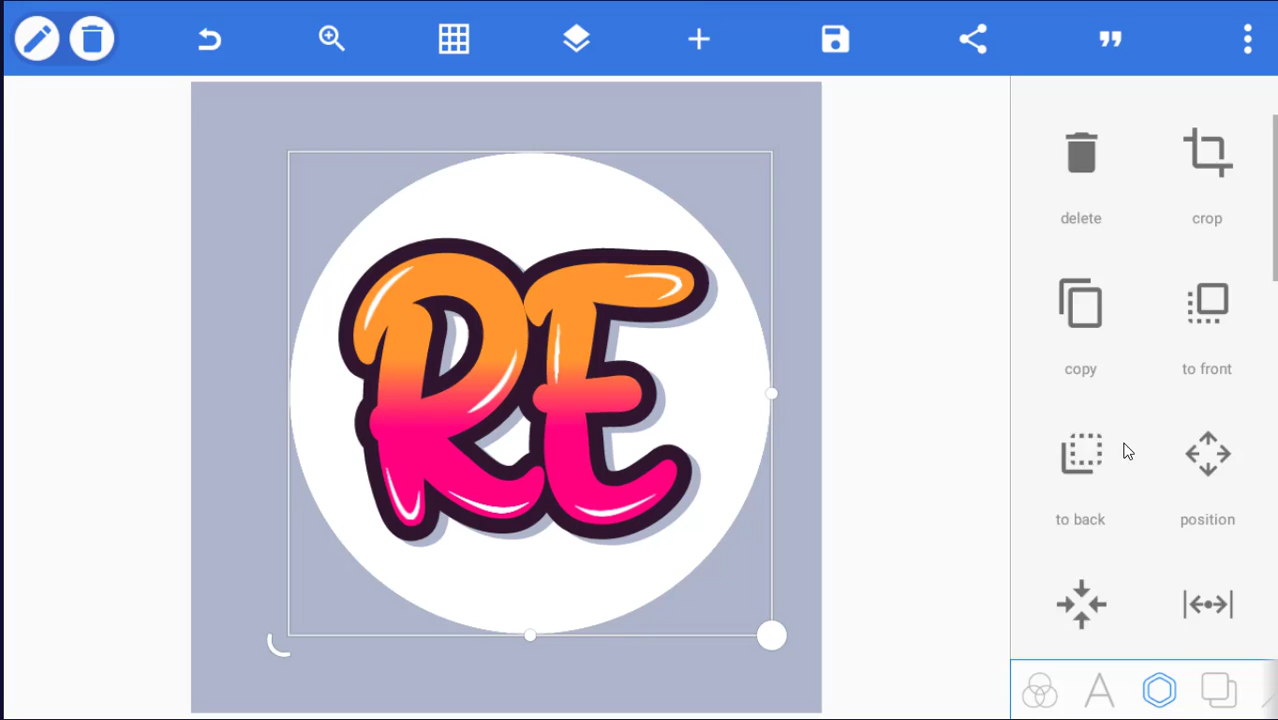 RE
delete
crop
copy
to front
to back
position